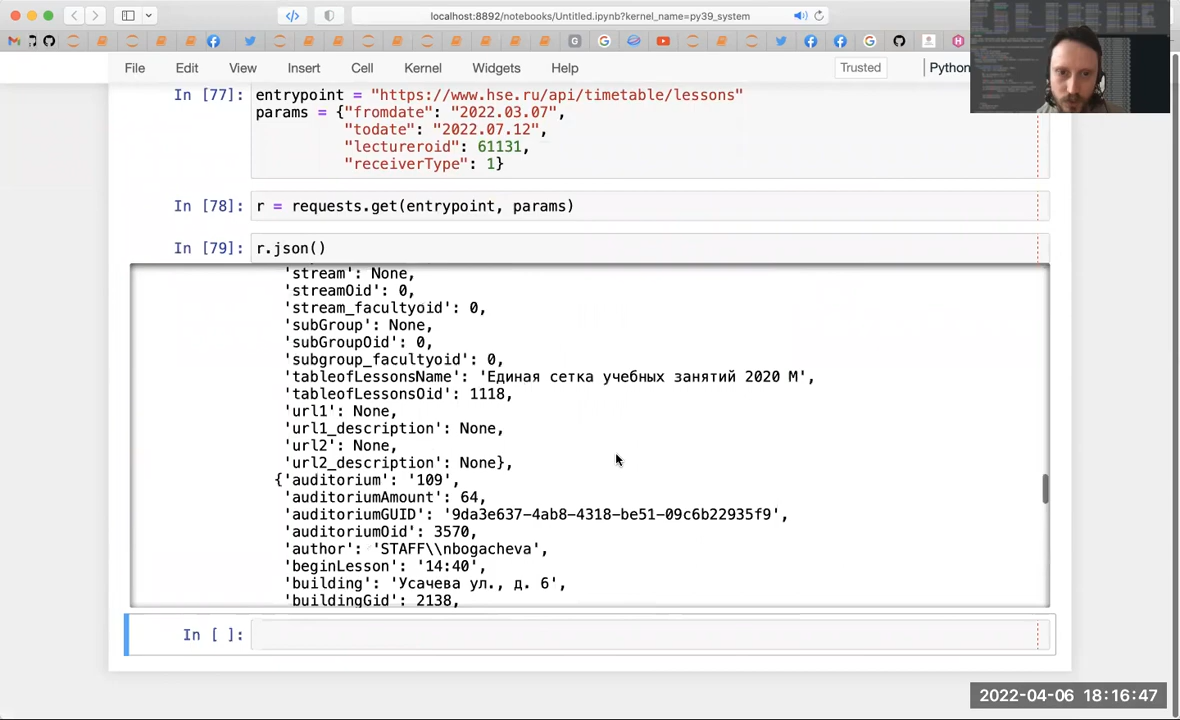 localhost:8892/notebooks/Untitled.ipynb?kernel_name=py39_system
File Edit View Insert Cell Kernel Widgets Help Trusted Python
In [77]: entrypoint = "https://www.hse.ru/api/timetable/lessons"
params = {"fromdate": "2022.03.07",
"todate": "2022.07.12",
"lectureroid": 61131,
"receiverType": 1}
In [78]: r = requests.get(entrypoint, params)
In [79]: r.json()
'stream': None,
'streamOid': 0,
'stream_facultyoid': 0,
'subGroup': None,
'subGroupOid': 0,
'subgroup_facultyoid': 0,
'tableofLessonsName': 'Единая сетка учебных занятий 2020 М',
'tableofLessonsOid': 1118,
'url1': None,
'url1_description': None,
'url2': None,
'url2_description': None},
{'auditorium': '109',
'auditoriumAmount': 64,
'auditoriumGUID': '9da3e637-4ab8-4318-be51-09c6b22935f9',
'auditoriumOid': 3570,
'author': 'STAFF\\nbogacheva',
'beginLesson': '14:40',
'building': 'Усачева ул., д. 6',
'buildingGid': 2138,
In [ ]:
2022-04-06 18:16:47